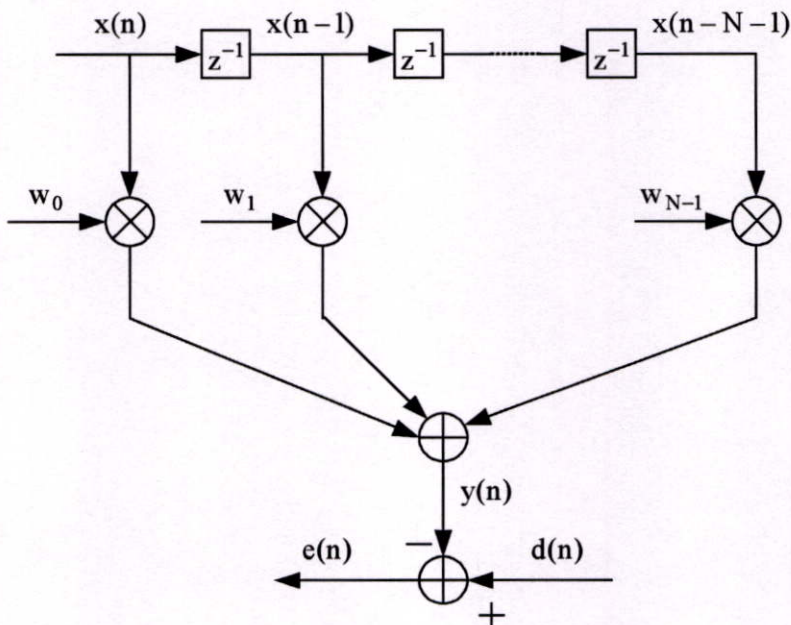 x(n) x(n−1) x(n−N−1)
z⁻¹ z⁻¹ z⁻¹
w₀ w₁ w_{N−1}
y(n)
−
e(n) d(n)
+